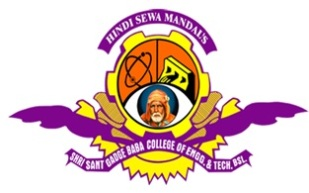 HINDI SEWA MANDAL'S
SHRI SANT GADGE BABA COLLEGE OF ENGG. & TECH. BSL.